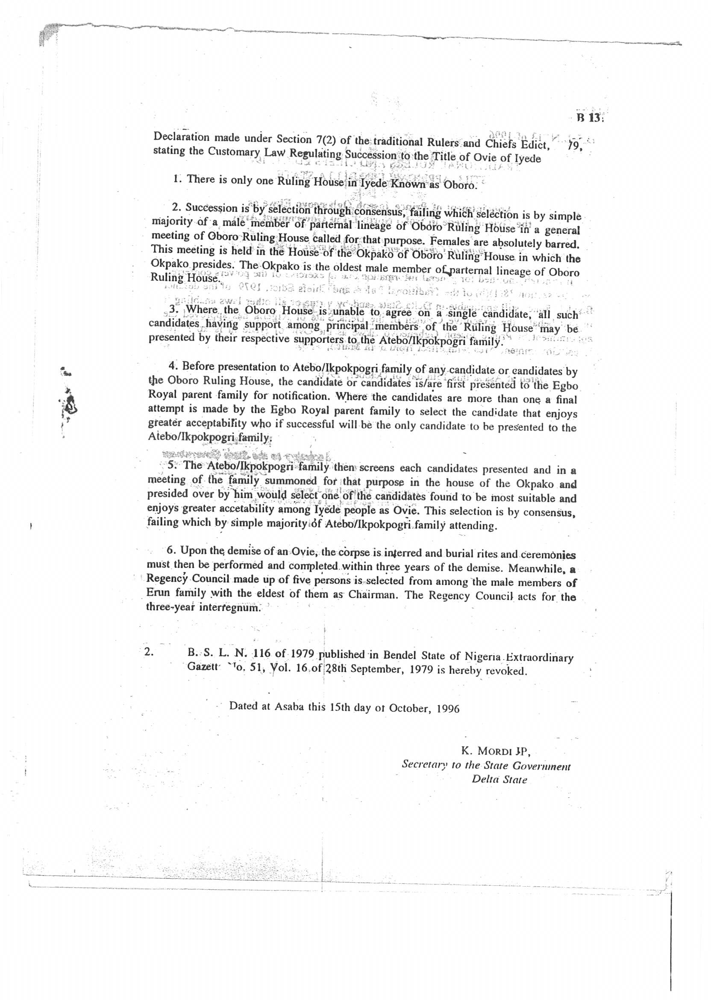 B 13
Declaration made under Section 7(2) of the traditional Rulers and Chiefs Edict, 79,
stating the Customary Law Regulating Succession to the Title of Ovie of Iyede
1. There is only one Ruling House in Iyede Known as Oboro.
2. Succession is by selection through consensus, failing which selection is by simple
majority of a male member of parternal lineage of Oboro Ruling House in a general
meeting of Oboro Ruling House called for that purpose. Females are absolutely barred.
This meeting is held in the House of the Okpako of Oboro Ruling House in which the
Okpako presides. The Okpako is the oldest male member of parternal lineage of Oboro
Ruling House.
3. Where the Oboro House is unable to agree on a single candidate, all such
candidates having support among principal members of the Ruling House may be
presented by their respective supporters to the Atebo/Ikpokpogri family.
4. Before presentation to Atebo/Ikpokpogri family of any candidate or candidates by
the Oboro Ruling House, the candidate or candidates is/are first presented to the Egbo
Royal parent family for notification. Where the candidates are more than one a final
attempt is made by the Egbo Royal parent family to select the candidate that enjoys
greater acceptability who if successful will be the only candidate to be presented to the
Atebo/Ikpokpogri family.
5. The Atebo/Ikpokpogri family then screens each candidates presented and in a
meeting of the family summoned for that purpose in the house of the Okpako and
presided over by him would select one of the candidates found to be most suitable and
enjoys greater accetability among Iyede people as Ovie. This selection is by consensus,
failing which by simple majority of Atebo/Ikpokpogri family attending.
6. Upon the demise of an Ovie, the corpse is interred and burial rites and ceremonies
must then be performed and completed within three years of the demise. Meanwhile, a
Regency Council made up of five persons is selected from among the male members of
Erun family with the eldest of them as Chairman. The Regency Council acts for the
three-year interregnum.
2. B. S. L. N. 116 of 1979 published in Bendel State of Nigeria Extraordinary
Gazett No. 51, Vol. 16 of 28th September, 1979 is hereby revoked.
Dated at Asaba this 15th day of October, 1996
K. MORDI JP,
Secretary to the State Government
Delta State